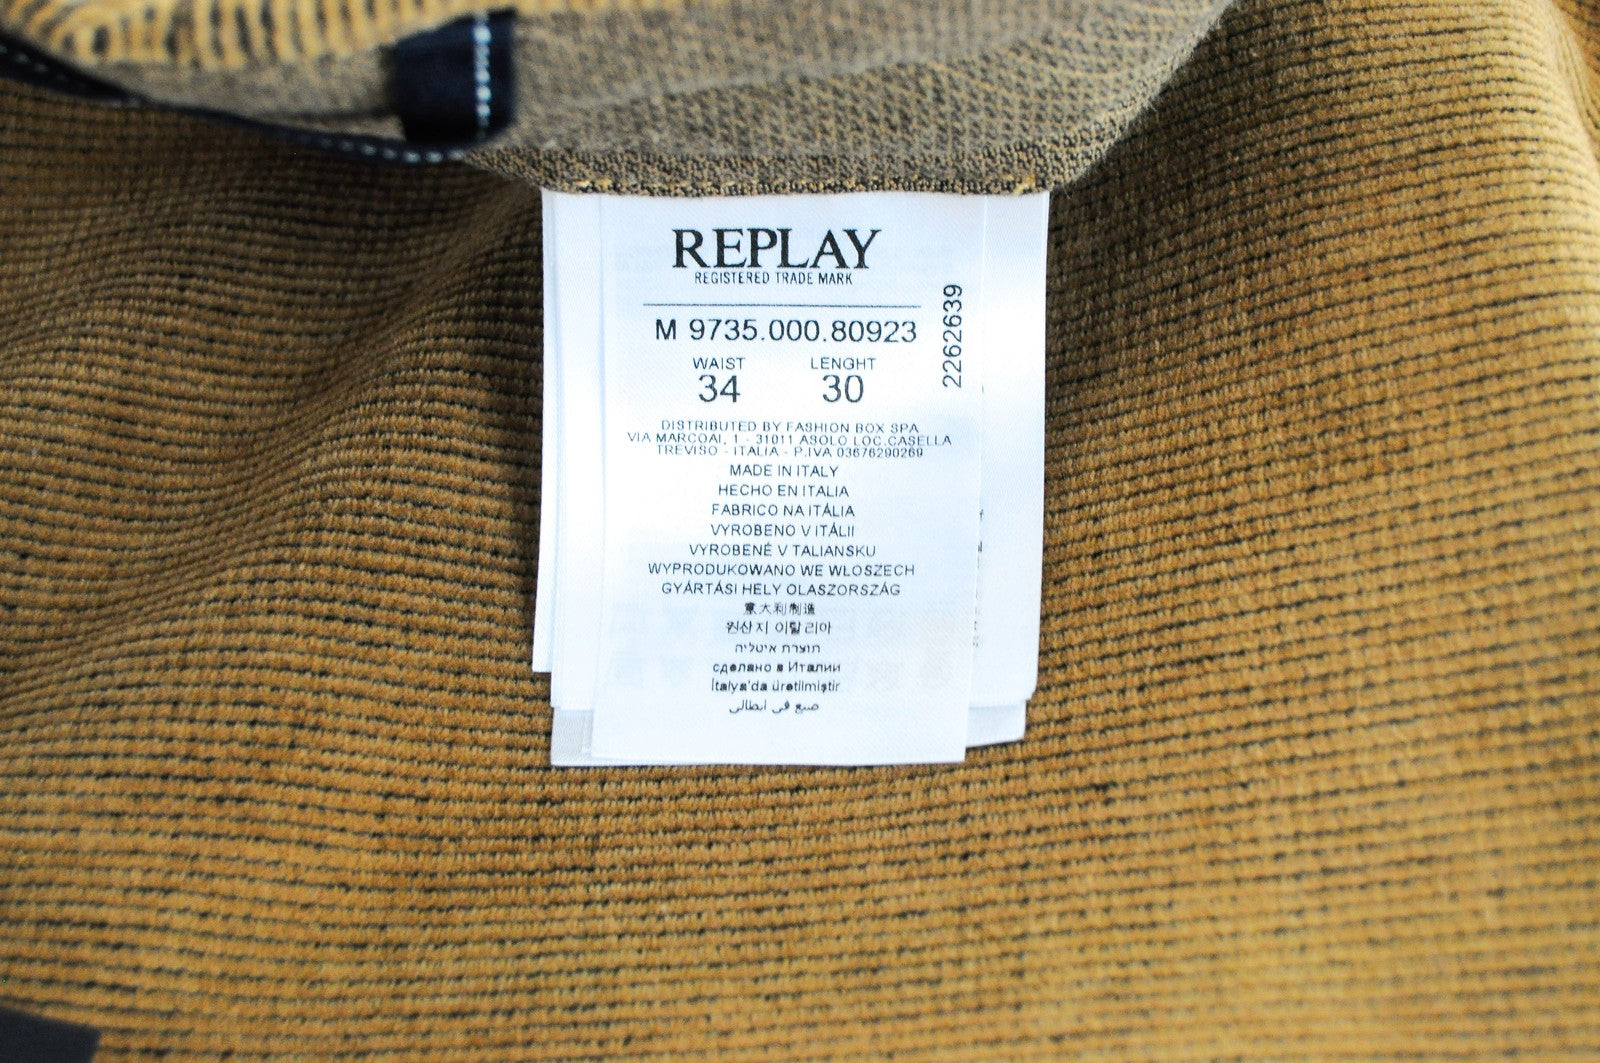 REPLAY
REGISTERED TRADE MARK
M 9735.000.80923
2262639
WAIST LENGHT
34 30
DISTRIBUTED BY FASHION BOX SPA
VIA MARCOAI, 1 - 31011 ASOLO LOC.CASELLA
TREVISO - ITALIA - P.IVA 03676290269
MADE IN ITALY
HECHO EN ITALIA
FABRICO NA ITÁLIA
VYROBENO V ITÁLII
VYROBENÉ V TALIANSKU
WYPRODUKOWANO WE WŁOSZECH
GYÁRTÁSI HELY OLASZORSZÁG
意大利制造
원산지 이탈리아
תוצרת איטליה
сделано в Италии
İtalya'da üretilmiştir
صنع في ايطالى